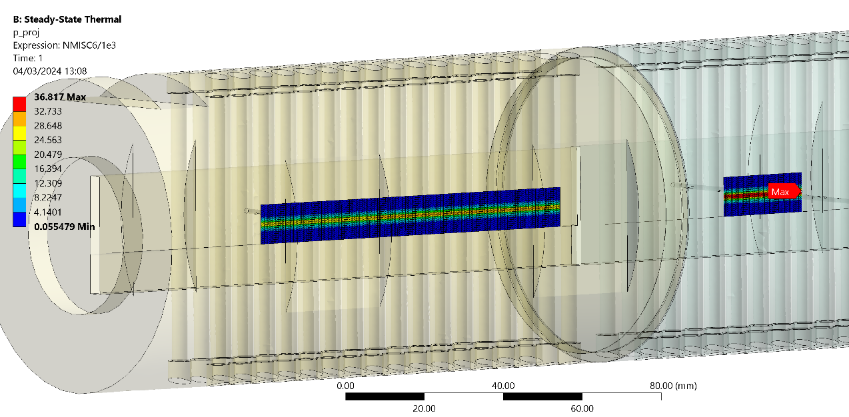 B: Steady-State Thermal
p_proj
Expression: NMISC6/1e3
Time: 1
04/03/2024 13:08
36.817 Max
32.733
28.648
24.563
20.479
16.394
12.309
8.2247
4.1401
0.055479 Min
Max
0.00 40.00 80.00 (mm)
20.00 60.00